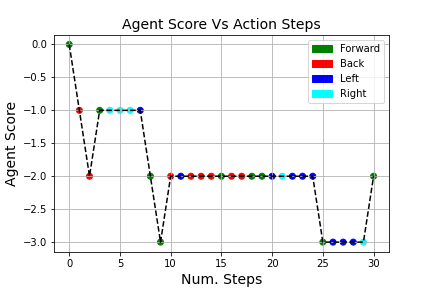 Agent Score Vs Action Steps
Forward
Back
Left
Right
Agent Score
0.0
−0.5
−1.0
−1.5
−2.0
−2.5
−3.0
0 5 10 15 20 25 30
Num. Steps